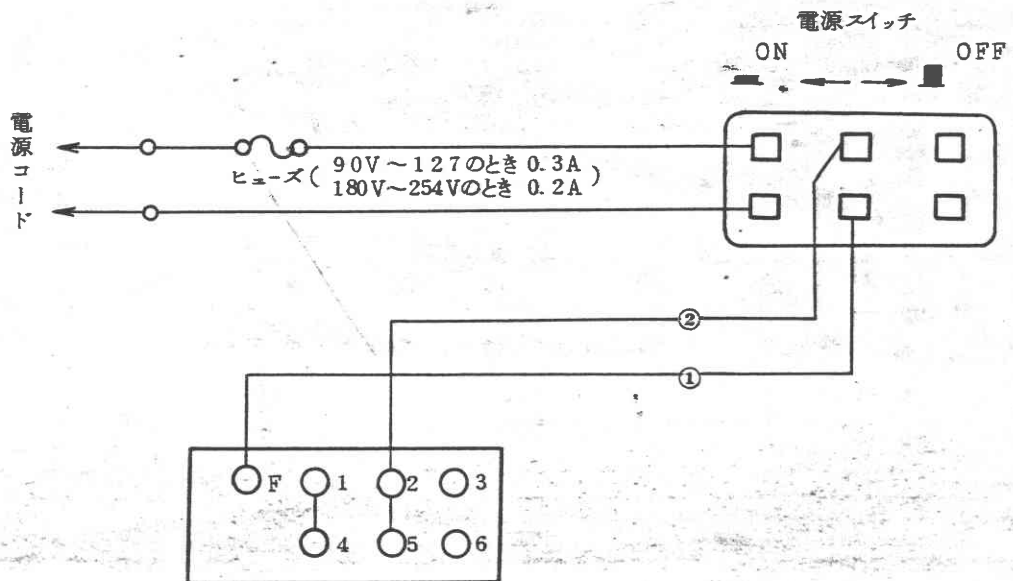 電源スイッチ
ON OFF
電源コード
ヒューズ( 90V~127のとき 0.3A
180V~254Vのとき 0.2A )
②
①
F 1 2 3
4 5 6